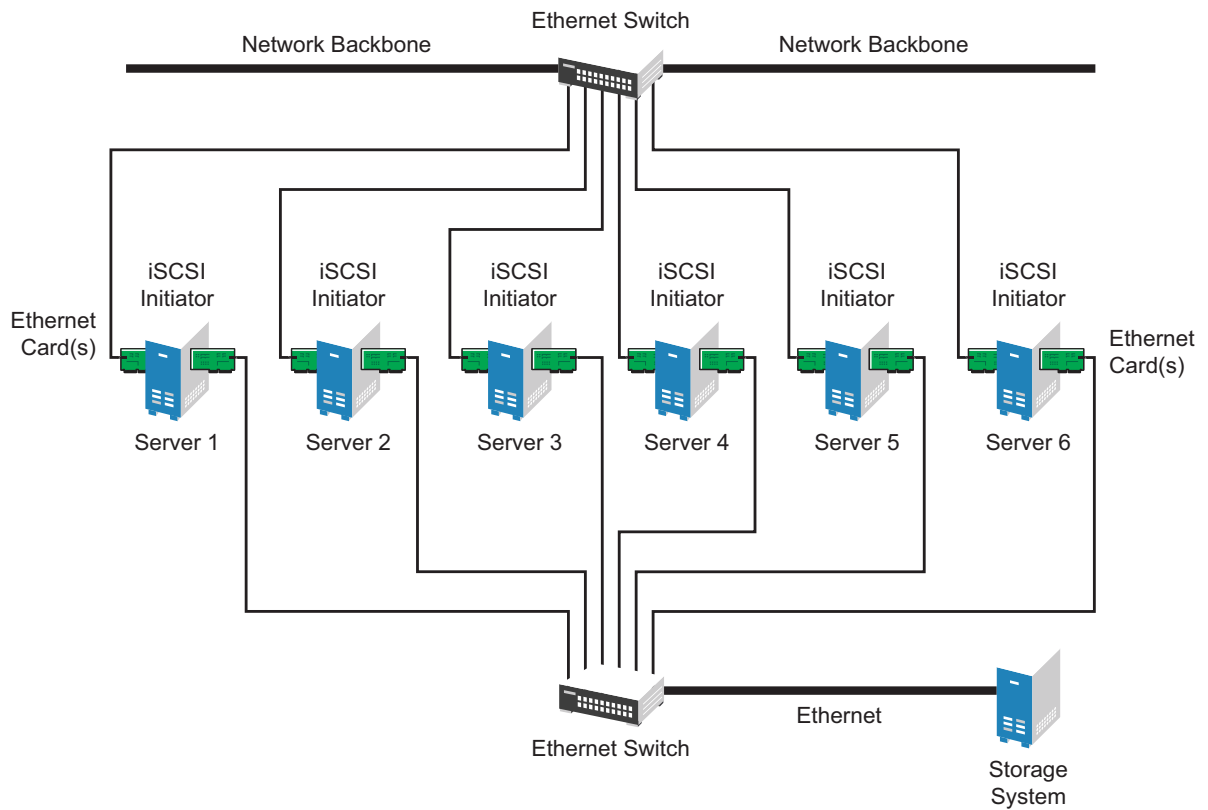 Ethernet Switch
Network Backbone
Network Backbone
iSCSI
Initiator
iSCSI
Initiator
iSCSI
Initiator
iSCSI
Initiator
iSCSI
Initiator
iSCSI
Initiator
Ethernet
Card(s)
Ethernet
Card(s)
Server 1
Server 2
Server 3
Server 4
Server 5
Server 6
Ethernet
Ethernet Switch
Storage
System